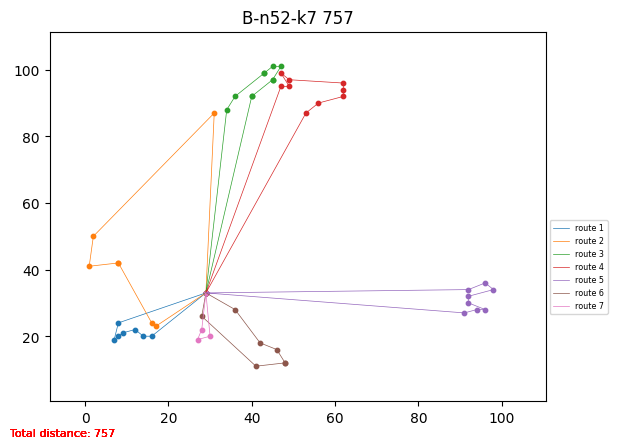 B-n52-k7 757
100
80
60
40
20
0
20
40
60
80
100
route 1
route 2
route 3
route 4
route 5
route 6
route 7
Total distance: 757